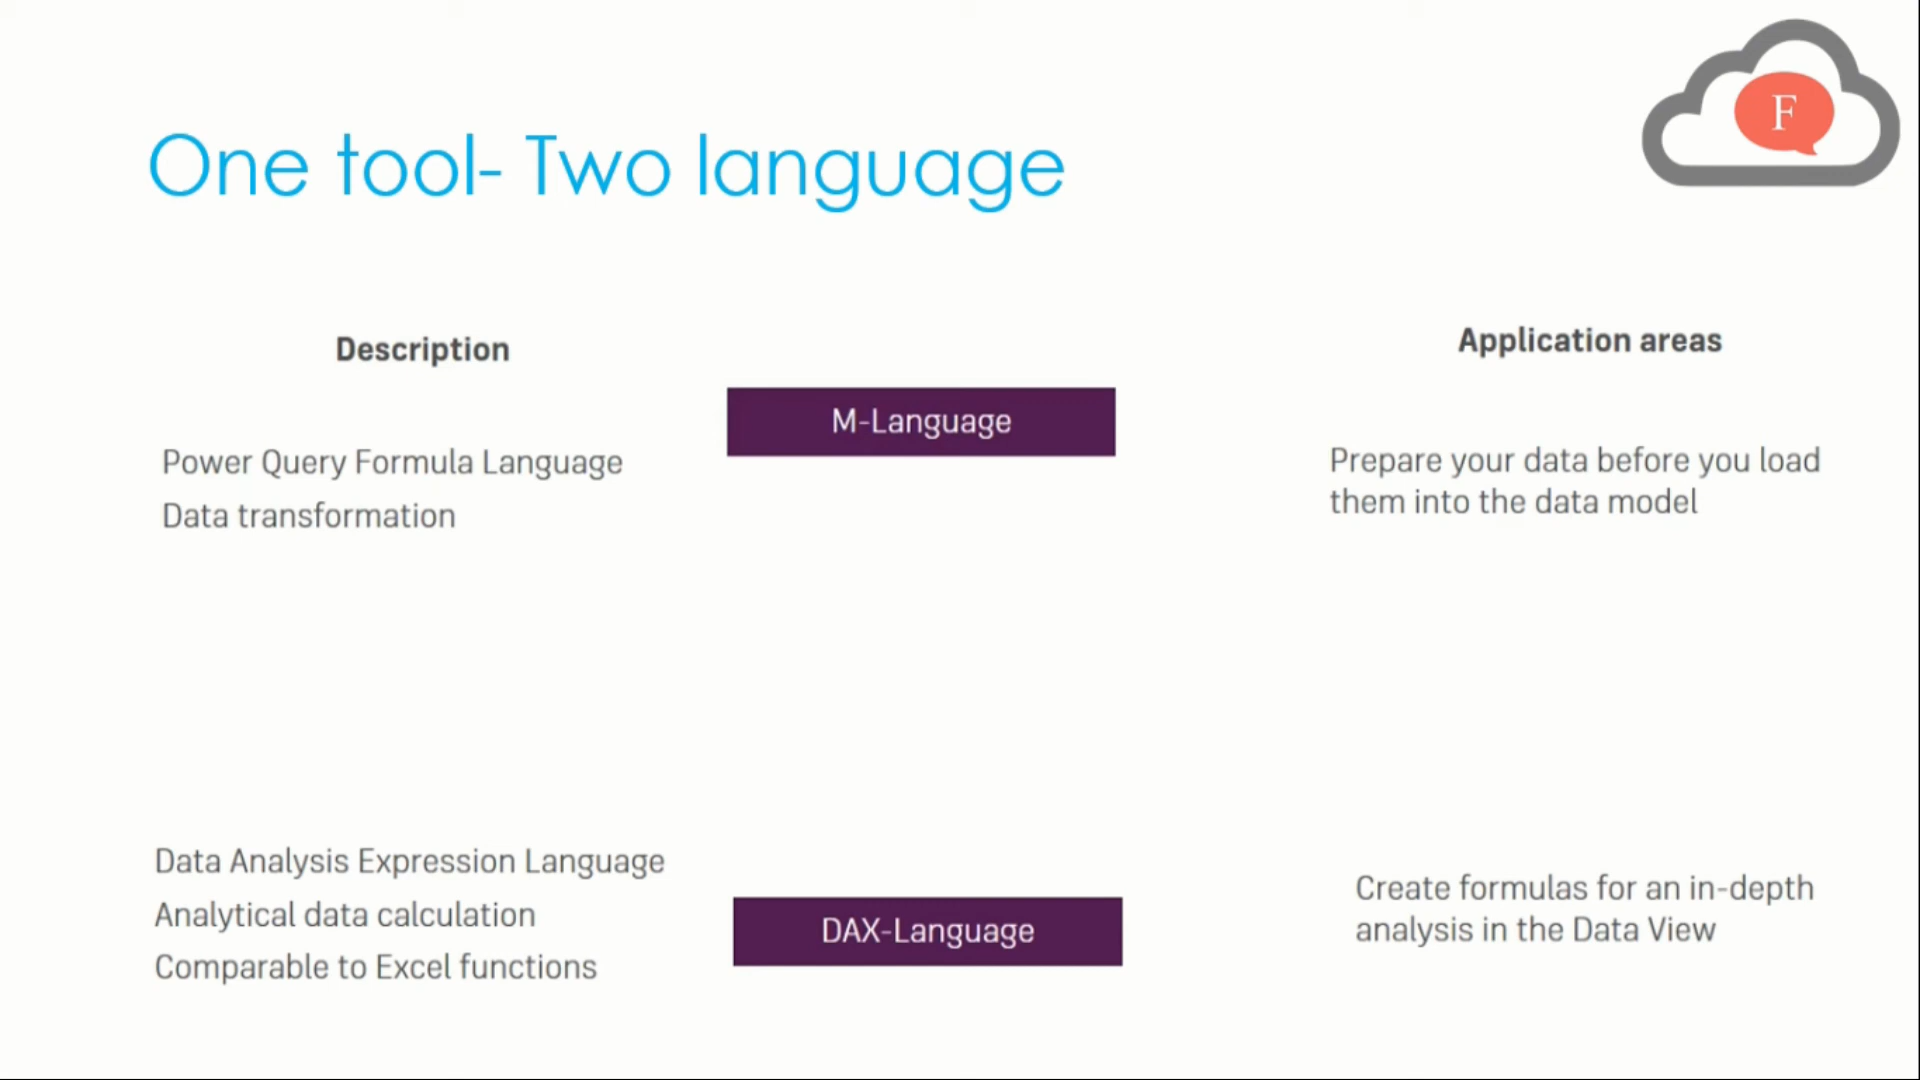 F
One tool- Two language
Description
Application areas
M-Language
Power Query Formula Language
Data transformation
Prepare your data before you load
them into the data model
Data Analysis Expression Language
Analytical data calculation
Comparable to Excel functions
DAX-Language
Create formulas for an in-depth
analysis in the Data View